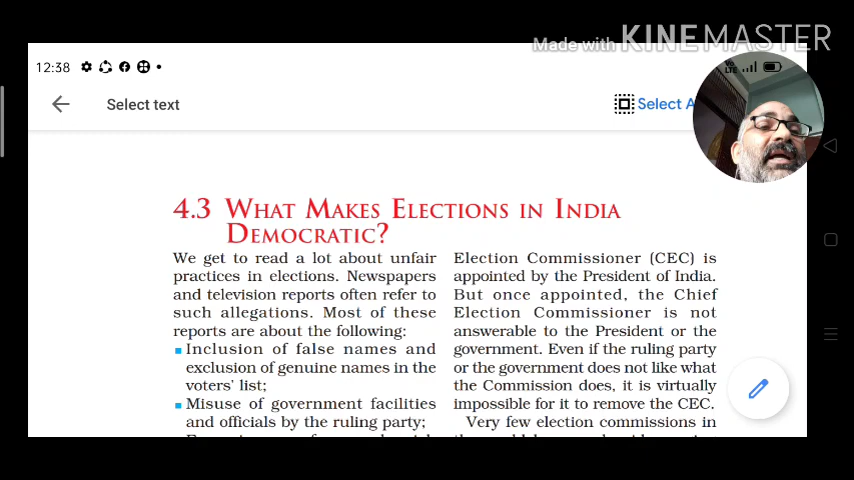 Made with KINEMASTER
12:38
Select text
Select A
4.3 WHAT MAKES ELECTIONS IN INDIA
DEMOCRATIC?
We get to read a lot about unfair
practices in elections. Newspapers
and television reports often refer to
such allegations. Most of these
reports are about the following:
Inclusion of false names and
exclusion of genuine names in the
voters' list;
Misuse of government facilities
and officials by the ruling party;
Election Commissioner (CEC) is
appointed by the President of India.
But once appointed, the Chief
Election Commissioner is not
answerable to the President or the
government. Even if the ruling party
or the government does not like what
the Commission does, it is virtually
impossible for it to remove the CEC.
Very few election commissions in